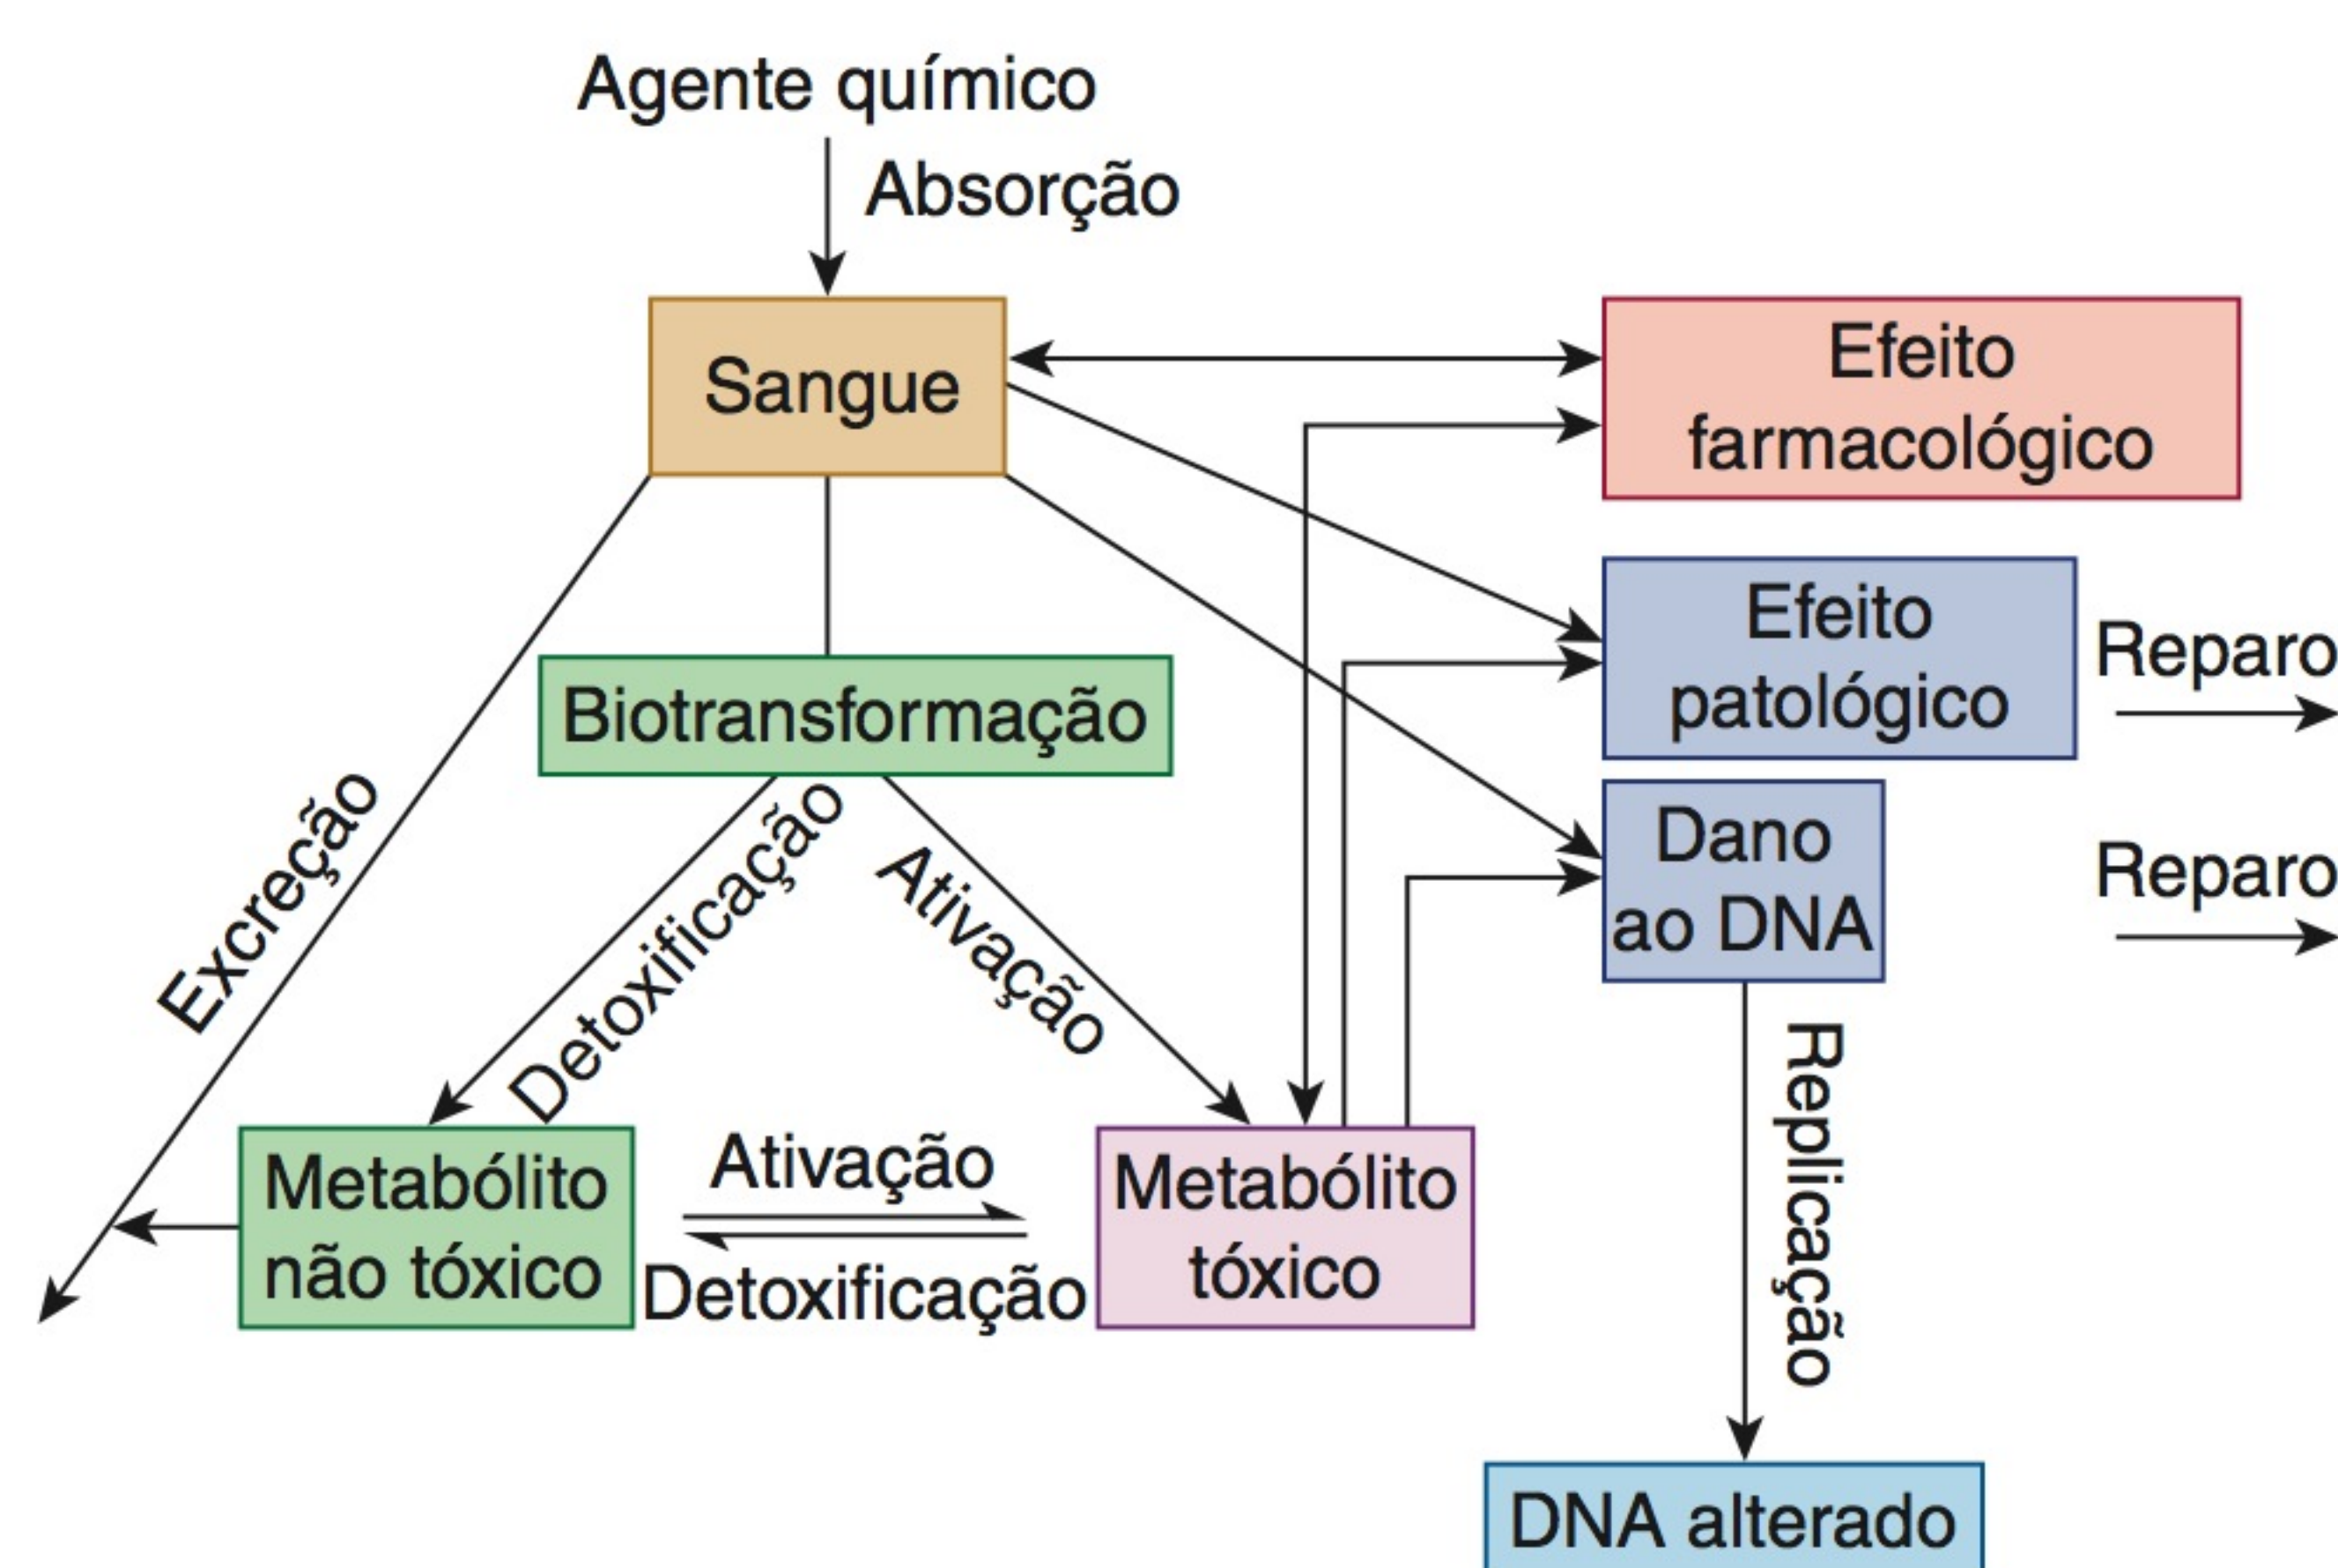 Agente químico
Absorção
Sangue
Efeito
farmacológico
Efeito
patológico
Reparo
Biotransformação
Dano
ao DNA
Reparo
Excreção
Detoxificação
Ativação
Metabólito
não tóxico
Ativação
Detoxificação
Metabólito
tóxico
Replicação
DNA alterado